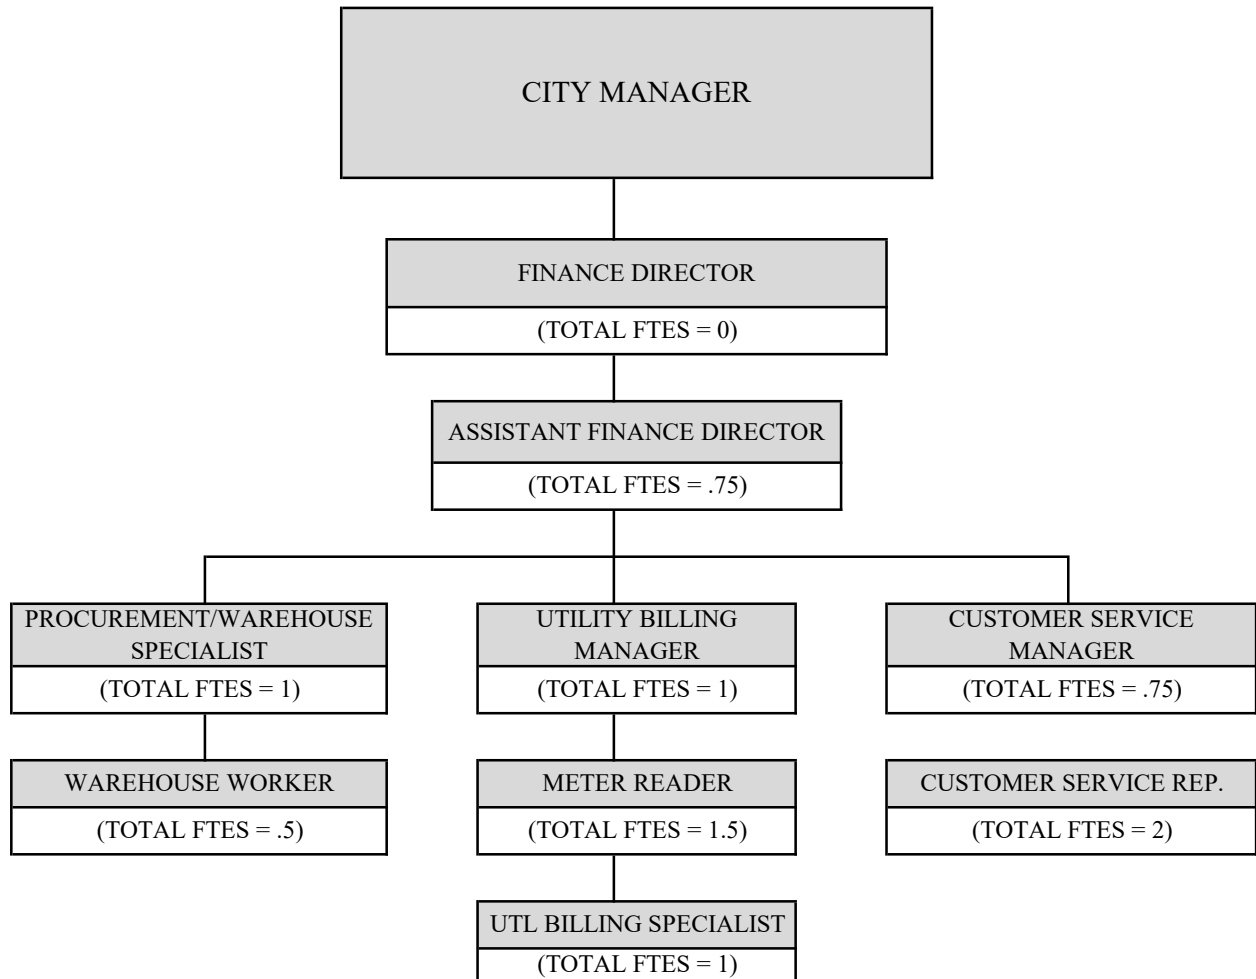 CITY MANAGER
FINANCE DIRECTOR
(TOTAL FTES = 0)
ASSISTANT FINANCE DIRECTOR
(TOTAL FTES = .75)
PROCUREMENT/WAREHOUSE
SPECIALIST
(TOTAL FTES = 1)
UTILITY BILLING
MANAGER
(TOTAL FTES = 1)
CUSTOMER SERVICE
MANAGER
(TOTAL FTES = .75)
WAREHOUSE WORKER
(TOTAL FTES = .5)
METER READER
(TOTAL FTES = 1.5)
CUSTOMER SERVICE REP.
(TOTAL FTES = 2)
UTL BILLING SPECIALIST
(TOTAL FTES = 1)